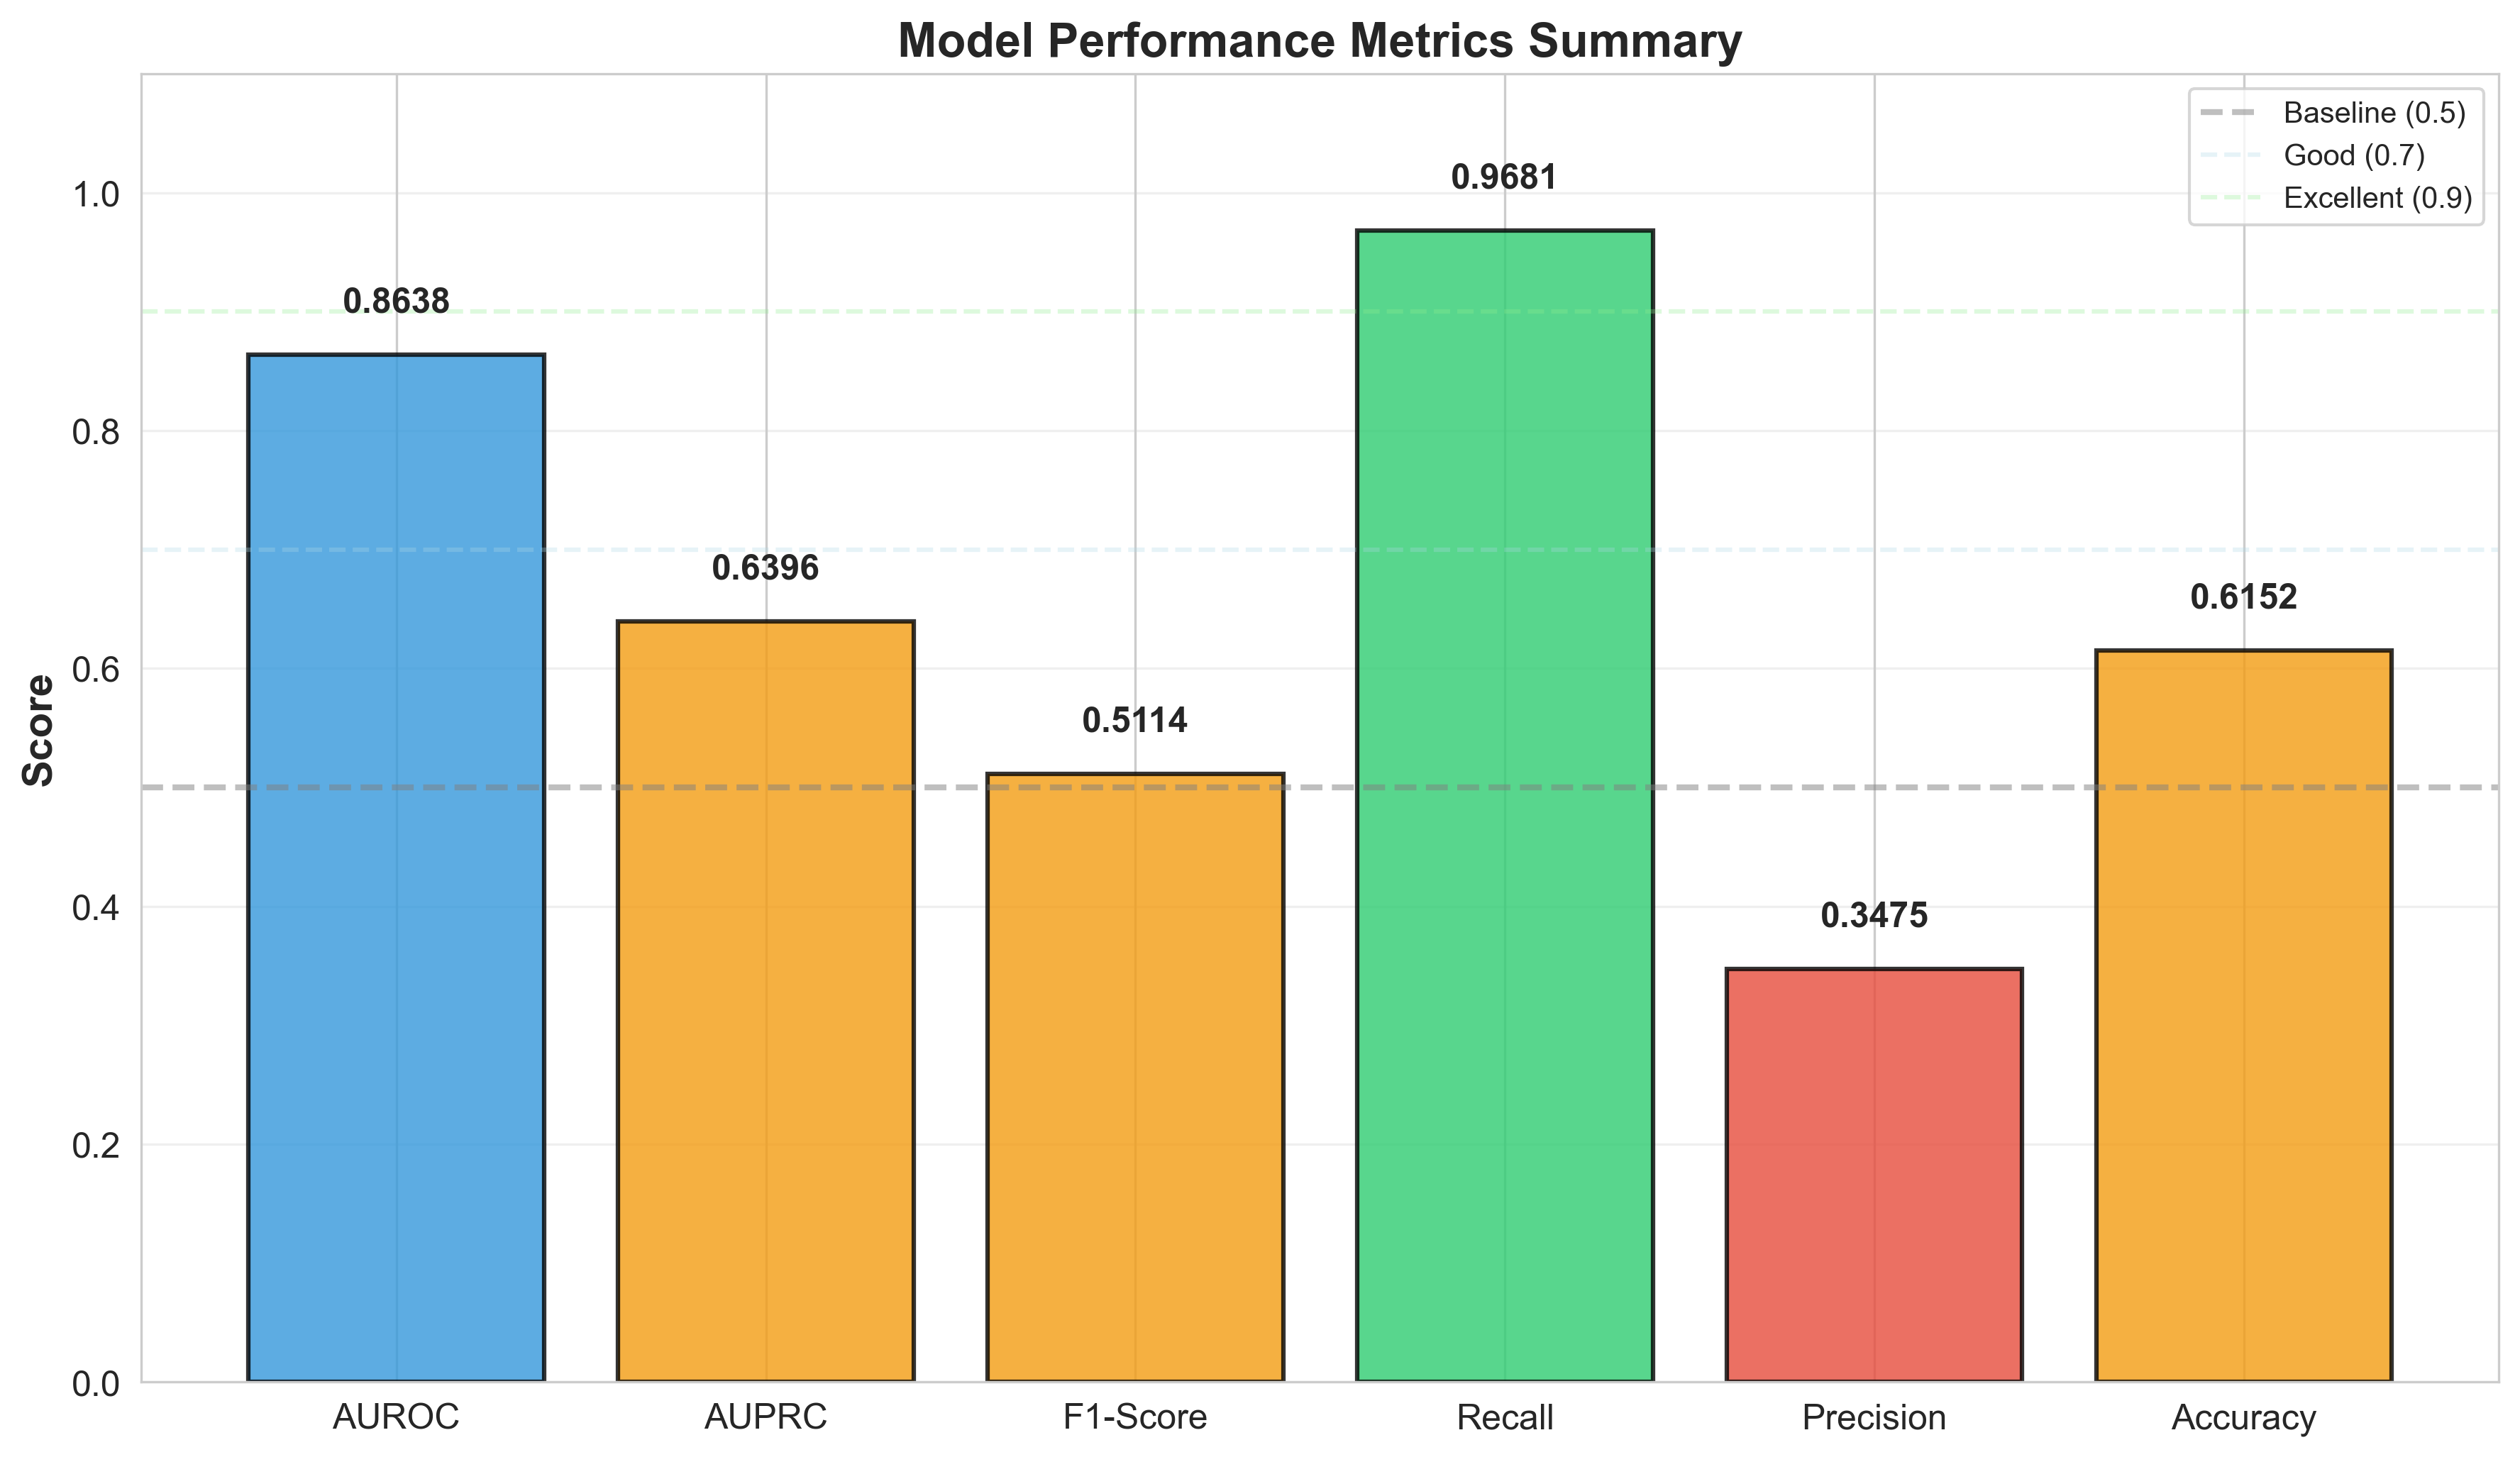 Model Performance Metrics Summary
Baseline (0.5)
Good (0.7)
Excellent (0.9)
Score
1.0
0.8
0.6
0.4
0.2
0.0
0.8638
0.6396
0.5114
0.9681
0.3475
0.6152
AUROC
AUPRC
F1-Score
Recall
Precision
Accuracy